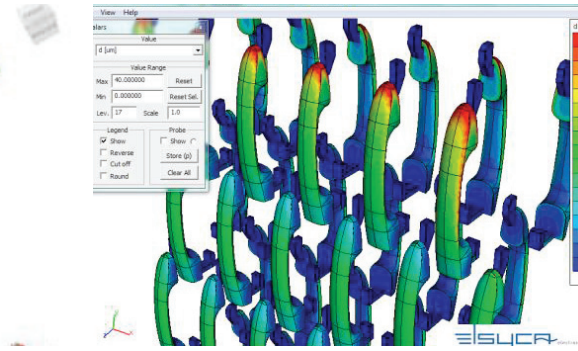 View Help
alars
Value
d [um]
Value Range
Max 40.000000 Reset
Min 0.000000 Reset Sel.
Lev. 17 Scale 1.0
Legend Probe
Show Show
Reverse Store (p)
Cut off Clear All
Round
d
ELSYCA